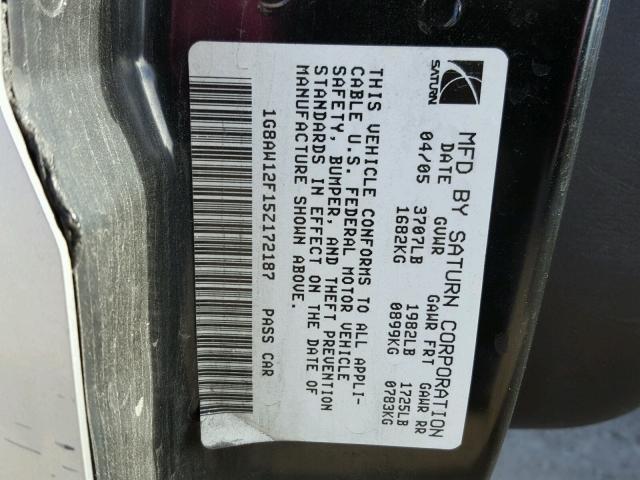 SATURN
MFD BY SATURN CORPORATION
DATE GVWR GAWR FRT GAWR RR
04/05 3707LB 1982LB 1725LB
1682KG 0899KG 0783KG
THIS VEHICLE CONFORMS TO ALL APPLI-
CABLE U.S. FEDERAL MOTOR VEHICLE
SAFETY, BUMPER, AND THEFT PREVENTION
STANDARDS IN EFFECT ON THE DATE OF
MANUFACTURE SHOWN ABOVE.
1G8AW12F15Z172187 PASS CAR